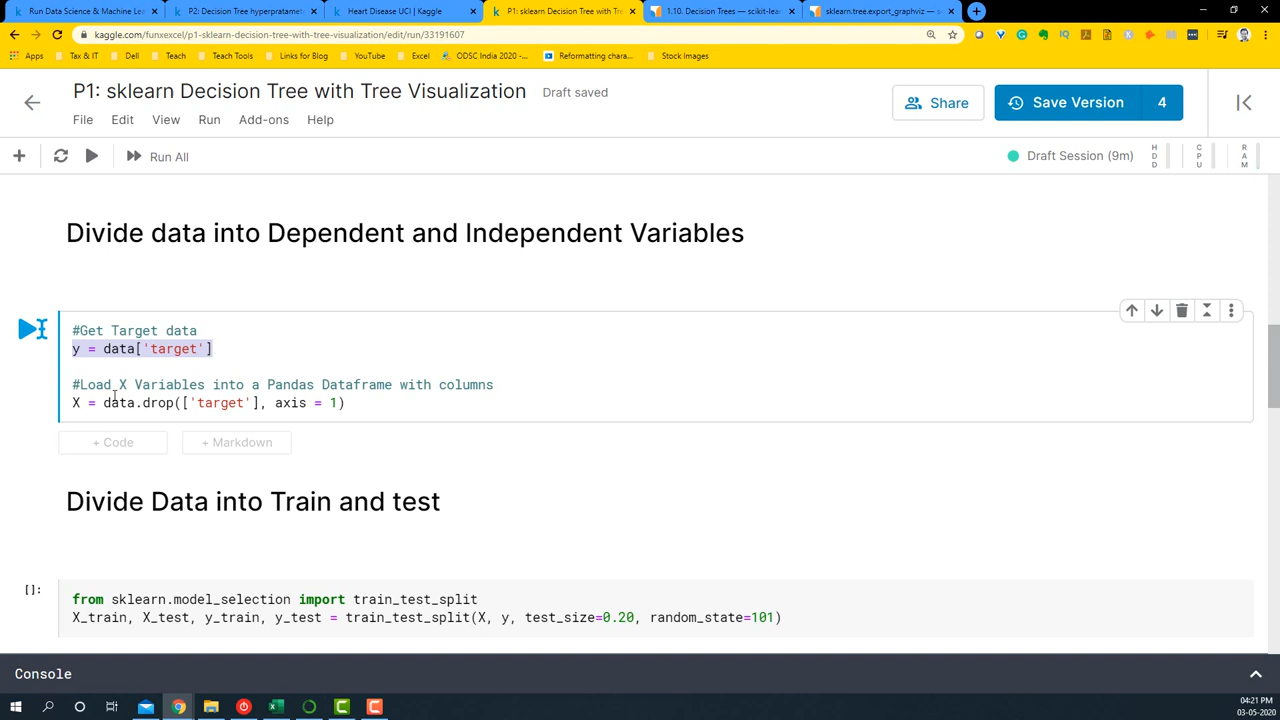 Run Data Science & Machine Lea
P2: Decision Tree hyperpratamet
Heart Disease UCI | Kaggle
P1: sklearn Decision Tree with Tre
1.10. Decision Trees — scikit-lear
sklearn.tree.export_graphviz — s
kaggle.com/funxexcel/p1-sklearn-decision-tree-with-tree-visualization/edit/run/33191607
Apps
Tax & IT
Dell
Teach
Teach Tools
Links for Blog
YouTube
Excel
ODSC India 2020 -...
Reformatting chara...
Stock Images
P1: sklearn Decision Tree with Tree Visualization
Draft saved
Share
Save Version
4
File
Edit
View
Run
Add-ons
Help
Run All
Draft Session (9m)
HDD
CPU
RAM
Divide data into Dependent and Independent Variables
#Get Target data
y = data['target']
#Load X Variables into a Pandas Dataframe with columns
X = data.drop(['target'], axis = 1)
+ Code
+ Markdown
Divide Data into Train and test
[]:
from sklearn.model_selection import train_test_split
X_train, X_test, y_train, y_test = train_test_split(X, y, test_size=0.20, random_state=101)
Console
04:21 PM
03-05-2020